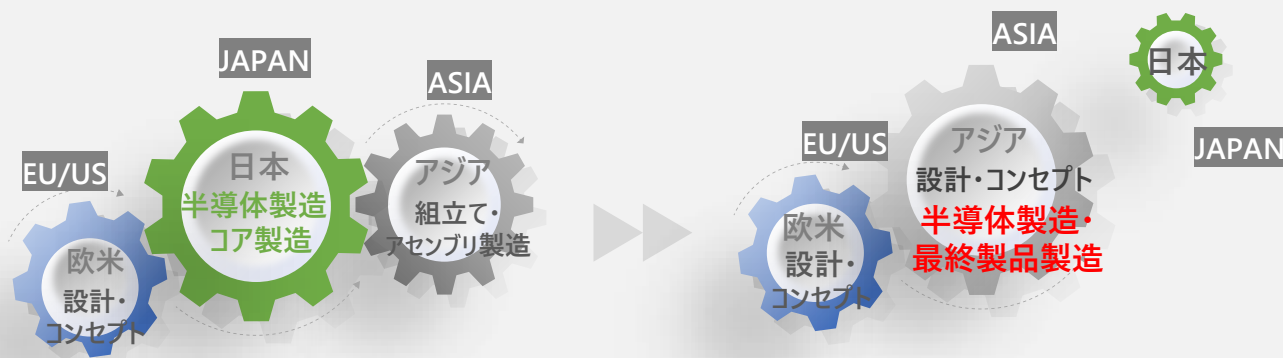 JAPAN
ASIA
EU/US
日本
半導体製造
コア製造
アジア
組立て・
アセンブリ製造
欧米
設計・
コンセプト
ASIA
日本
JAPAN
EU/US
アジア
設計・コンセプト
半導体製造・
最終製品製造
欧米
設計・
コンセプト